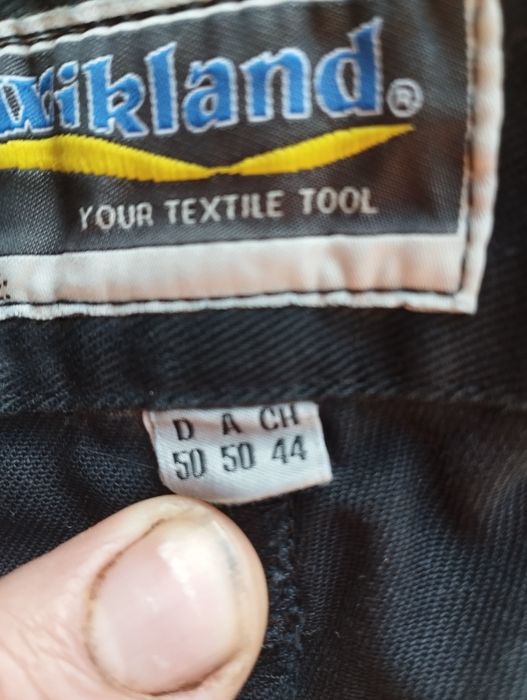 wikland®
YOUR TEXTILE TOOL
D A CH
50 50 44